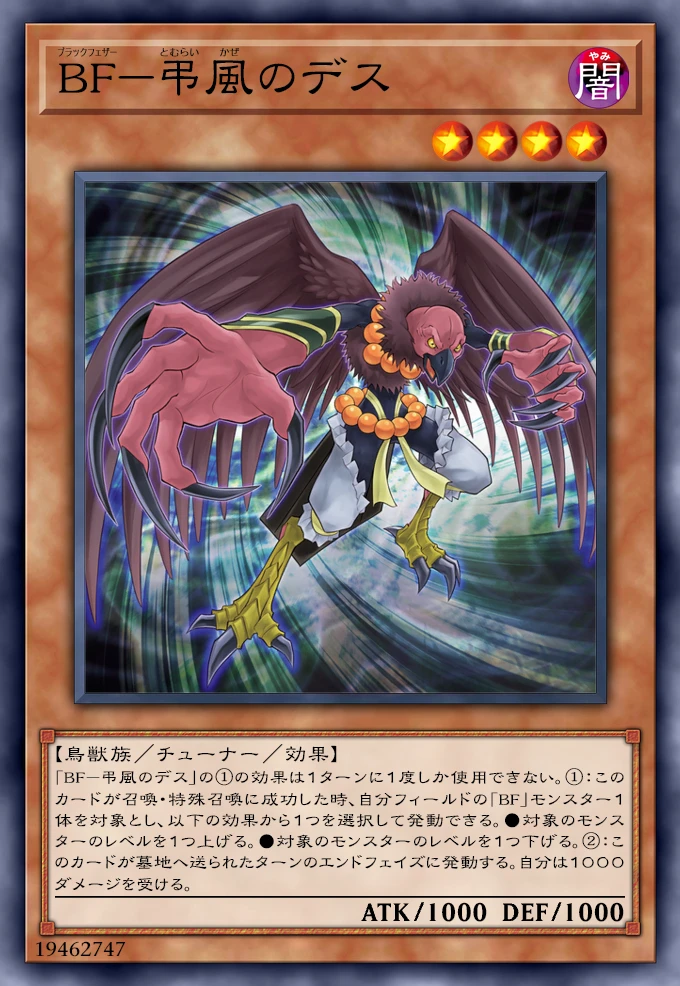 ブラックフェザー とむらい かぜ
BF－弔風のデス
やみ
闇
【鳥獣族／チューナー／効果】
「BF－弔風のデス」の①の効果は１ターンに１度しか使用できない。①：この
カードが召喚・特殊召喚に成功した時、自分フィールドの「BF」モンスター１
体を対象とし、以下の効果から１つを選択して発動できる。●対象のモンス
ターのレベルを１つ上げる。●対象のモンスターのレベルを１つ下げる。②：こ
のカードが墓地へ送られたターンのエンドフェイズに発動する。自分は１０００
ダメージを受ける。
ATK/1000 DEF/1000
19462747